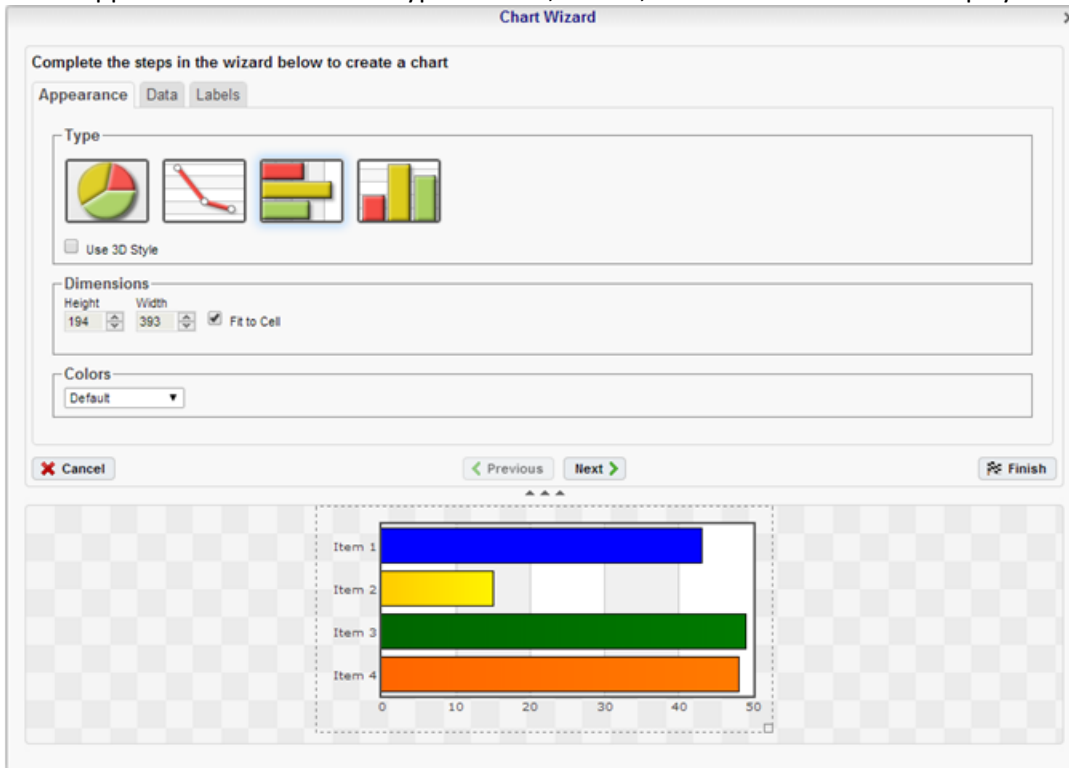 Chart Wizard
Complete the steps in the wizard below to create a chart
Appearance Data Labels
Type
Use 3D Style
Dimensions
Height Width
194 393 Fit to Cell
Colors
Default
Cancel Previous Next Finish
Item 1
Item 2
Item 3
Item 4
0 10 20 30 40 50